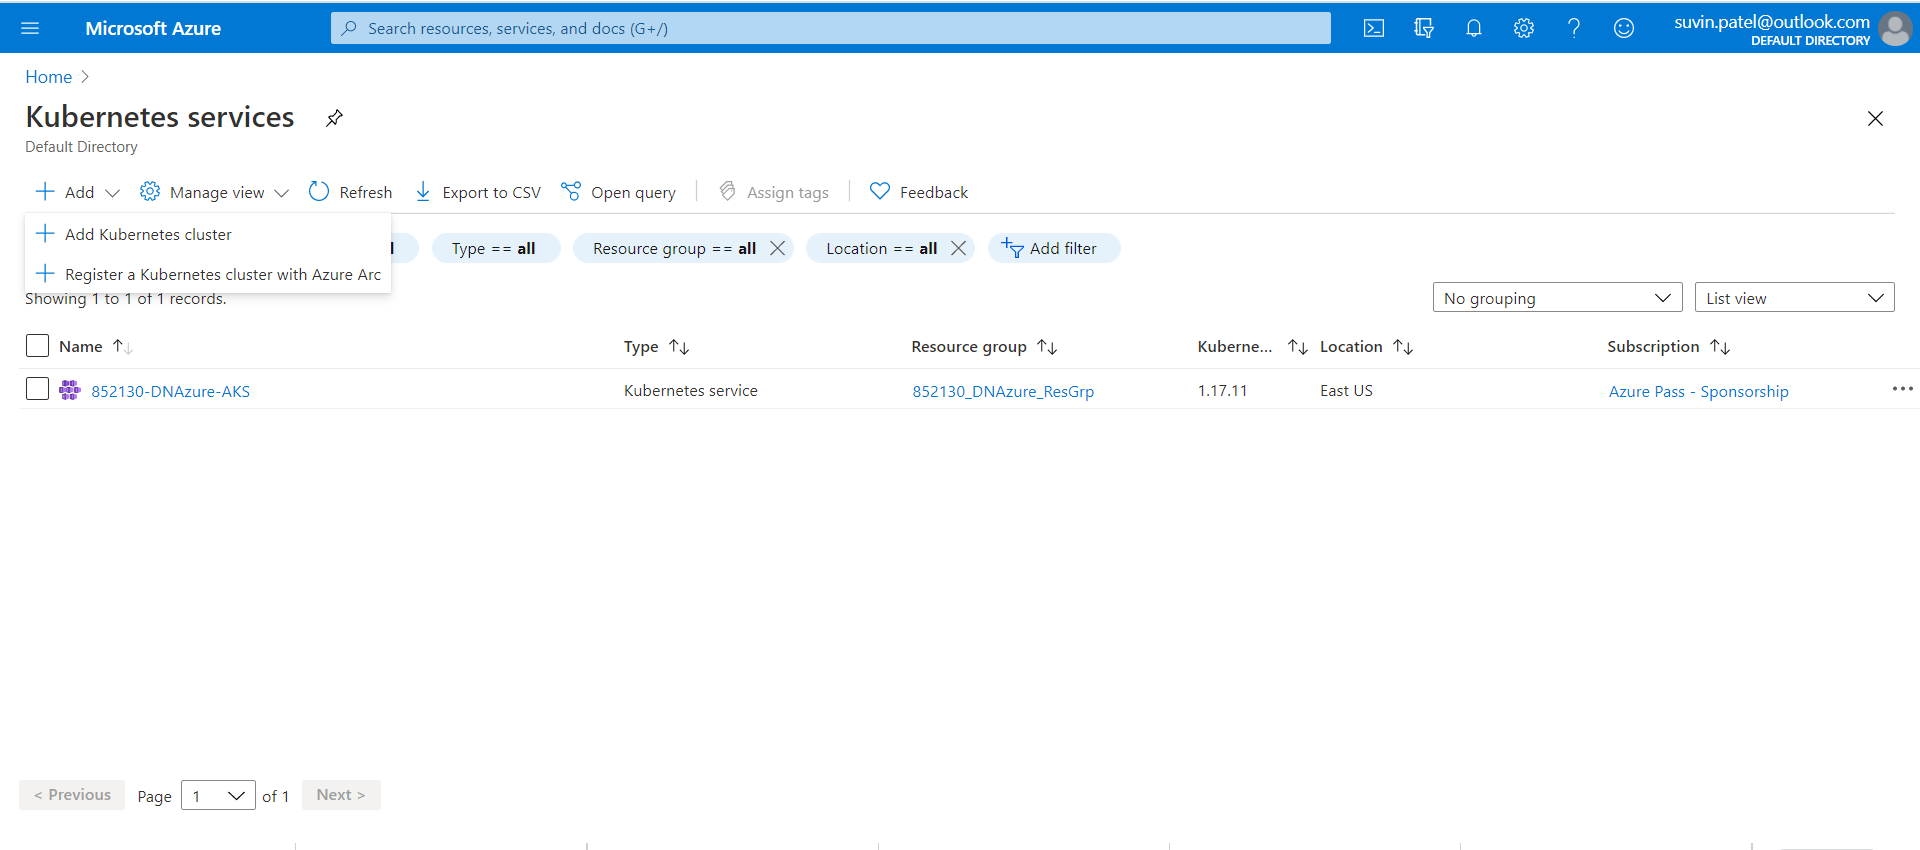 Microsoft Azure
Search resources, services, and docs (G+/)
suvin.patel@outlook.com
DEFAULT DIRECTORY
Home
Kubernetes services
Default Directory
Add
Manage view
Refresh
Export to CSV
Open query
Assign tags
Feedback
Add Kubernetes cluster
Register a Kubernetes cluster with Azure Arc
Type == all
Resource group == all
Location == all
Add filter
Showing 1 to 1 of 1 records.
No grouping
List view
Name
Type
Resource group
Kuberne...
Location
Subscription
852130-DNAzure-AKS
Kubernetes service
852130_DNAzure_ResGrp
1.17.11
East US
Azure Pass - Sponsorship
< Previous
Page
1
of 1
Next >